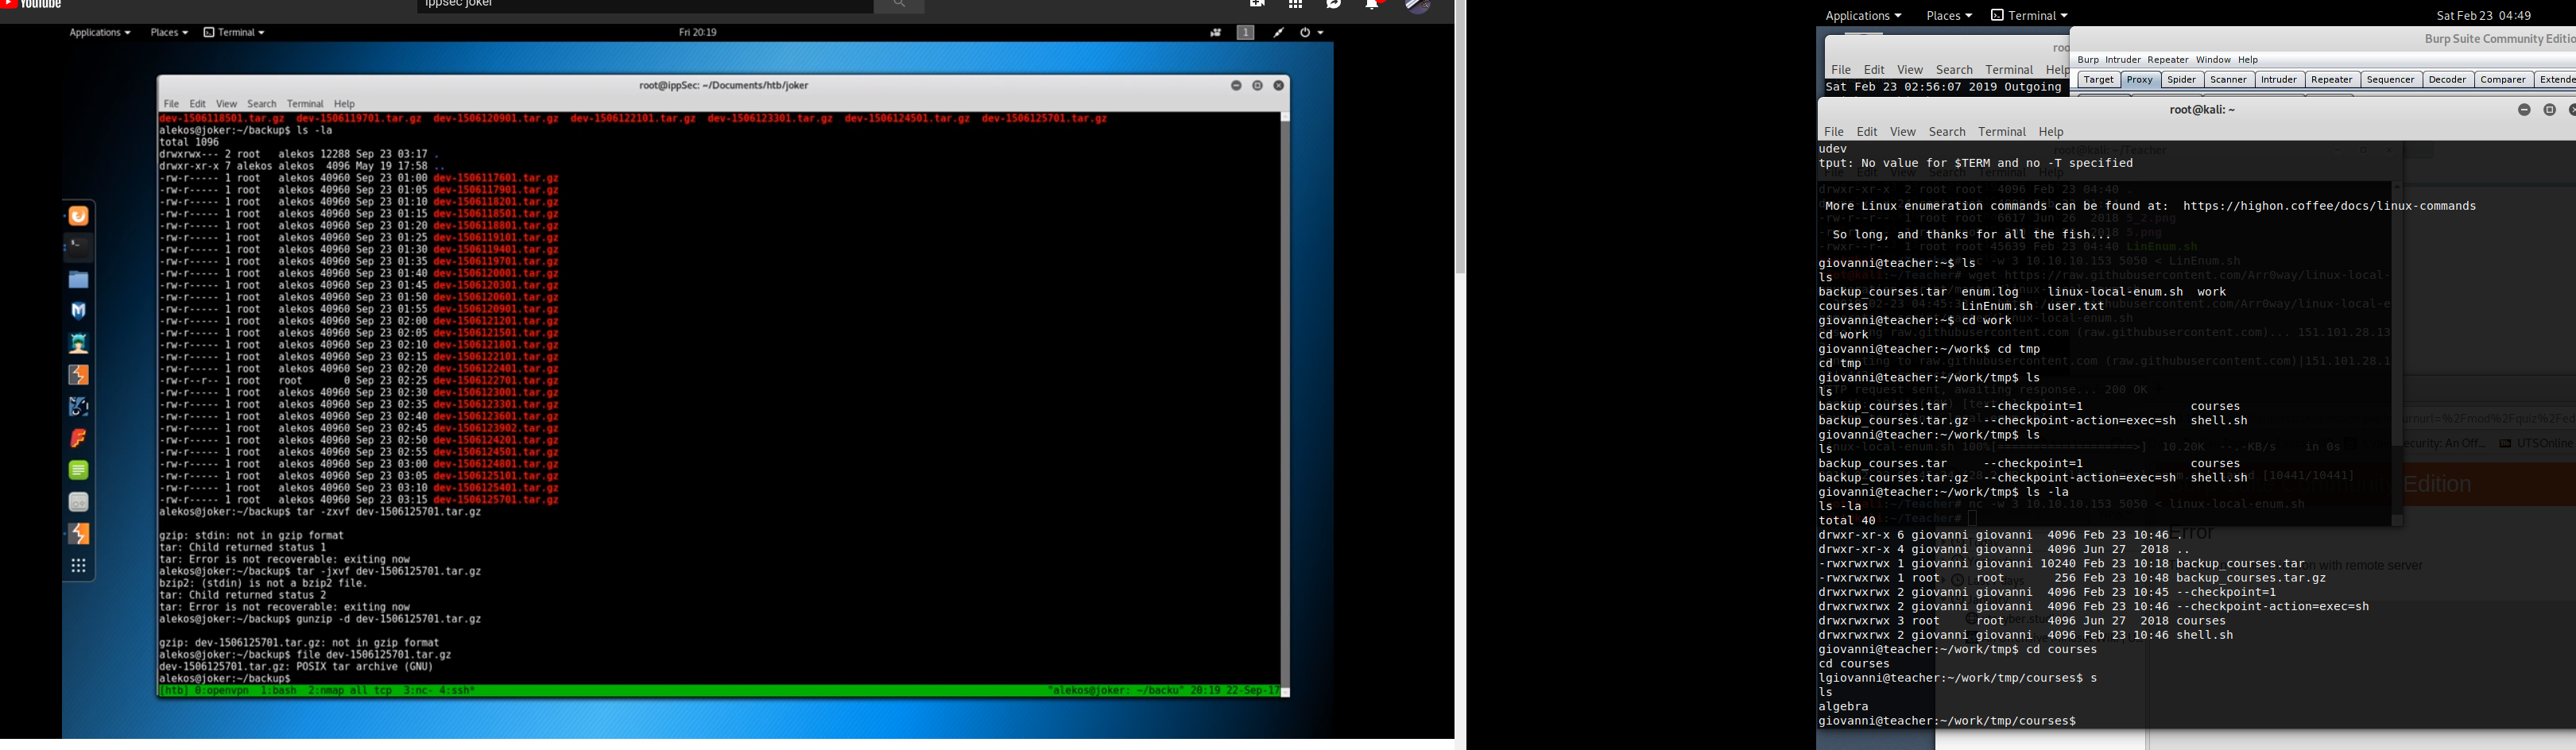 YouTube
ippsec joker
Applications Places Terminal
Fri 20:19
1
root@ippSec: ~/Documents/htb/joker
File Edit View Search Terminal Help
dev-1506118501.tar.gz dev-1506119701.tar.gz dev-1506120901.tar.gz dev-1506122101.tar.gz dev-1506123301.tar.gz dev-1506124501.tar.gz dev-1506125701.tar.gz
alekos@joker:~/backup$ ls -la
total 1096
drwxrwx--- 2 root alekos 12288 Sep 23 03:17 .
drwxr-xr-x 7 alekos alekos 4096 May 19 17:58 ..
-rw-r----- 1 root alekos 40960 Sep 23 01:00 dev-1506117601.tar.gz
-rw-r----- 1 root alekos 40960 Sep 23 01:05 dev-1506117901.tar.gz
-rw-r----- 1 root alekos 40960 Sep 23 01:10 dev-1506118201.tar.gz
-rw-r----- 1 root alekos 40960 Sep 23 01:15 dev-1506118501.tar.gz
-rw-r----- 1 root alekos 40960 Sep 23 01:20 dev-1506118801.tar.gz
-rw-r----- 1 root alekos 40960 Sep 23 01:25 dev-1506119101.tar.gz
-rw-r----- 1 root alekos 40960 Sep 23 01:30 dev-1506119401.tar.gz
-rw-r----- 1 root alekos 40960 Sep 23 01:35 dev-1506119701.tar.gz
-rw-r----- 1 root alekos 40960 Sep 23 01:40 dev-1506120001.tar.gz
-rw-r----- 1 root alekos 40960 Sep 23 01:45 dev-1506120301.tar.gz
-rw-r----- 1 root alekos 40960 Sep 23 01:50 dev-1506120601.tar.gz
-rw-r----- 1 root alekos 40960 Sep 23 01:55 dev-1506120901.tar.gz
-rw-r----- 1 root alekos 40960 Sep 23 02:00 dev-1506121201.tar.gz
-rw-r----- 1 root alekos 40960 Sep 23 02:05 dev-1506121501.tar.gz
-rw-r----- 1 root alekos 40960 Sep 23 02:10 dev-1506121801.tar.gz
-rw-r----- 1 root alekos 40960 Sep 23 02:15 dev-1506122101.tar.gz
-rw-r----- 1 root alekos 40960 Sep 23 02:20 dev-1506122401.tar.gz
-rw-r--r-- 1 root root 0 Sep 23 02:25 dev-1506122701.tar.gz
-rw-r----- 1 root alekos 40960 Sep 23 02:30 dev-1506123001.tar.gz
-rw-r----- 1 root alekos 40960 Sep 23 02:35 dev-1506123301.tar.gz
-rw-r----- 1 root alekos 40960 Sep 23 02:40 dev-1506123601.tar.gz
-rw-r----- 1 root alekos 40960 Sep 23 02:45 dev-1506123902.tar.gz
-rw-r----- 1 root alekos 40960 Sep 23 02:50 dev-1506124201.tar.gz
-rw-r----- 1 root alekos 40960 Sep 23 02:55 dev-1506124501.tar.gz
-rw-r----- 1 root alekos 40960 Sep 23 03:00 dev-1506124801.tar.gz
-rw-r----- 1 root alekos 40960 Sep 23 03:05 dev-1506125101.tar.gz
-rw-r----- 1 root alekos 40960 Sep 23 03:10 dev-1506125401.tar.gz
-rw-r----- 1 root alekos 40960 Sep 23 03:15 dev-1506125701.tar.gz
alekos@joker:~/backup$ tar -zxvf dev-1506125701.tar.gz
gzip: stdin: not in gzip format
tar: Child returned status 1
tar: Error is not recoverable: exiting now
alekos@joker:~/backup$ tar -jxvf dev-1506125701.tar.gz
bzip2: (stdin) is not a bzip2 file.
tar: Child returned status 2
tar: Error is not recoverable: exiting now
alekos@joker:~/backup$ gunzip -d dev-1506125701.tar.gz
gzip: dev-1506125701.tar.gz: not in gzip format
alekos@joker:~/backup$ file dev-1506125701.tar.gz
dev-1506125701.tar.gz: POSIX tar archive (GNU)
alekos@joker:~/backup$
[htb] 0:openvpn 1:bash 2:nmap all tcp 3:nc- 4:ssh* "alekos@joker: ~/backu" 20:19 22-Sep-17
Applications Places Terminal
Sat Feb 23 04:49
Burp Suite Community Editio
File Edit View Search Terminal Help
Burp Intruder Repeater Window Help
Target Proxy Spider Scanner Intruder Repeater Sequencer Decoder Comparer Extende
Sat Feb 23 02:56:07 2019 Outgoing
root@kali: ~
File Edit View Search Terminal Help
udev
tput: No value for $TERM and no -T specified
More Linux enumeration commands can be found at: https://highon.coffee/docs/linux-commands
So long, and thanks for all the fish...
giovanni@teacher:~$ ls
ls
backup_courses.tar enum.log linux-local-enum.sh work
courses LinEnum.sh user.txt
giovanni@teacher:~$ cd work
cd work
giovanni@teacher:~/work$ cd tmp
cd tmp
giovanni@teacher:~/work/tmp$ ls
ls
backup_courses.tar --checkpoint=1 courses
backup_courses.tar.gz --checkpoint-action=exec=sh shell.sh
giovanni@teacher:~/work/tmp$ ls
ls
backup_courses.tar --checkpoint=1 courses
backup_courses.tar.gz --checkpoint-action=exec=sh shell.sh
giovanni@teacher:~/work/tmp$ ls -la
ls -la
total 40
drwxr-xr-x 6 giovanni giovanni 4096 Feb 23 10:46 .
drwxr-xr-x 4 giovanni giovanni 4096 Jun 27 2018 ..
-rwxrwxrwx 1 giovanni giovanni 10240 Feb 23 10:18 backup_courses.tar
-rwxrwxrwx 1 root root 256 Feb 23 10:48 backup_courses.tar.gz
drwxrwxrwx 2 giovanni giovanni 4096 Feb 23 10:45 --checkpoint=1
drwxrwxrwx 2 giovanni giovanni 4096 Feb 23 10:46 --checkpoint-action=exec=sh
drwxrwxrwx 3 root root 4096 Jun 27 2018 courses
drwxrwxrwx 2 giovanni giovanni 4096 Feb 23 10:46 shell.sh
giovanni@teacher:~/work/tmp$ cd courses
cd courses
lgiovanni@teacher:~/work/tmp/courses$ s
ls
algebra
giovanni@teacher:~/work/tmp/courses$
Edition
Error
with remote server